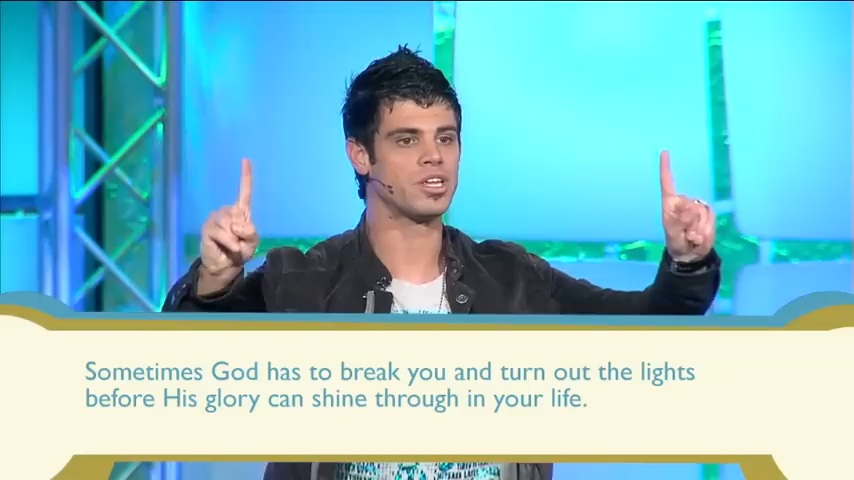 Sometimes God has to break you and turn out the lights
before His glory can shine through in your life.